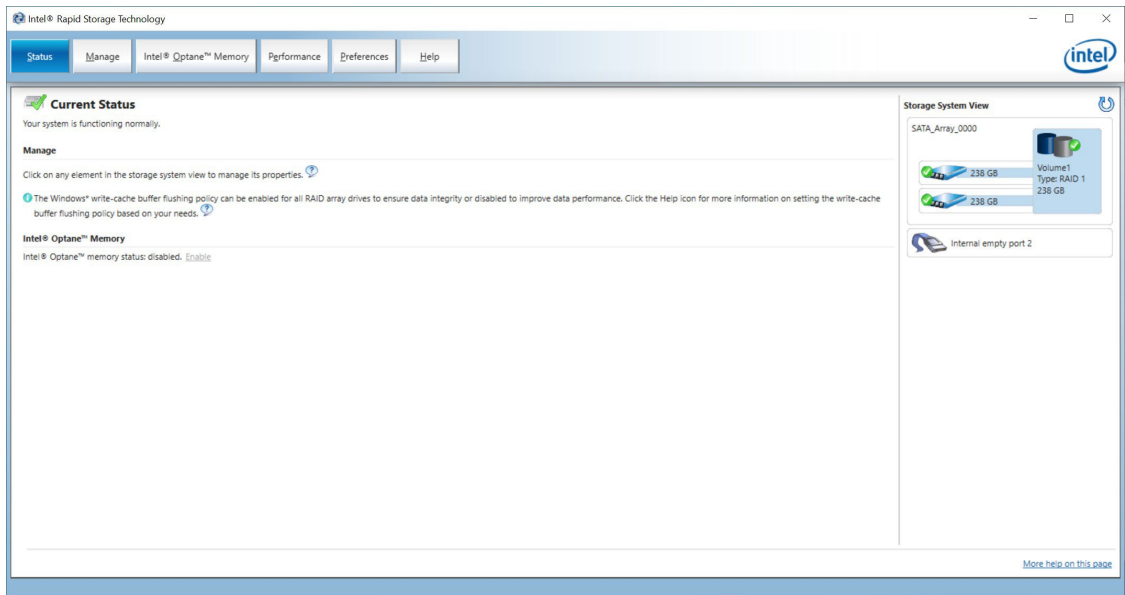 Intel® Rapid Storage Technology
Status
Manage
Intel® Optane™ Memory
Performance
Preferences
Help
intel
Current Status
Your system is functioning normally.
Manage
Click on any element in the storage system view to manage its properties.
The Windows* write-cache buffer flushing policy can be enabled for all RAID array drives to ensure data integrity or disabled to improve data performance. Click the Help icon for more information on setting the write-cache
buffer flushing policy based on your needs.
Intel® Optane™ Memory
Intel® Optane™ memory status: disabled. Enable
Storage System View
SATA_Array_0000
238 GB
238 GB
Volume1
Type: RAID 1
238 GB
Internal empty port 2
More help on this page